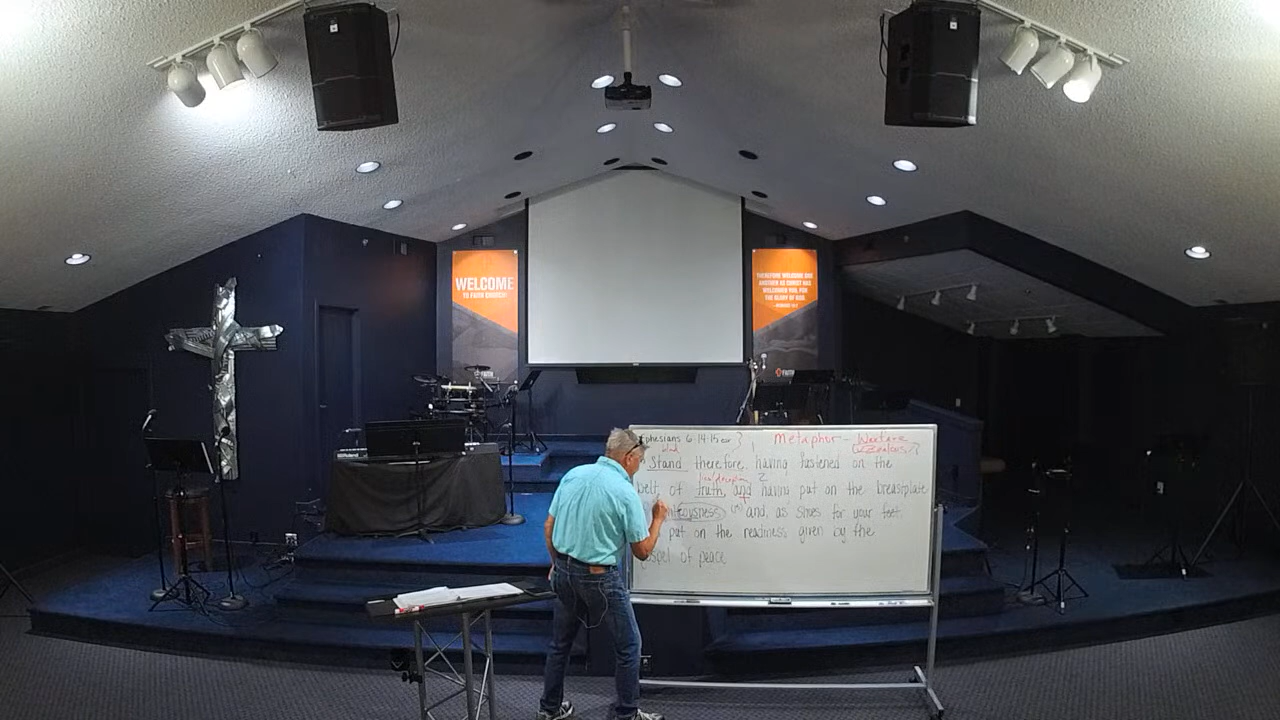 WELCOME
TO FAITH CHURCH
THEREFORE WELCOME ONE
ANOTHER AS CHRIST HAS
WELCOMED YOU, FOR
THE GLORY OF GOD.
FAITH
Ephesians 6:14-15
Metaphor - Warfare
Stand therefore, having fastened on the
belt of truth, and having put on the breastplate
and, as shoes for your feet,
put on the readiness given by the
gospel of peace
2